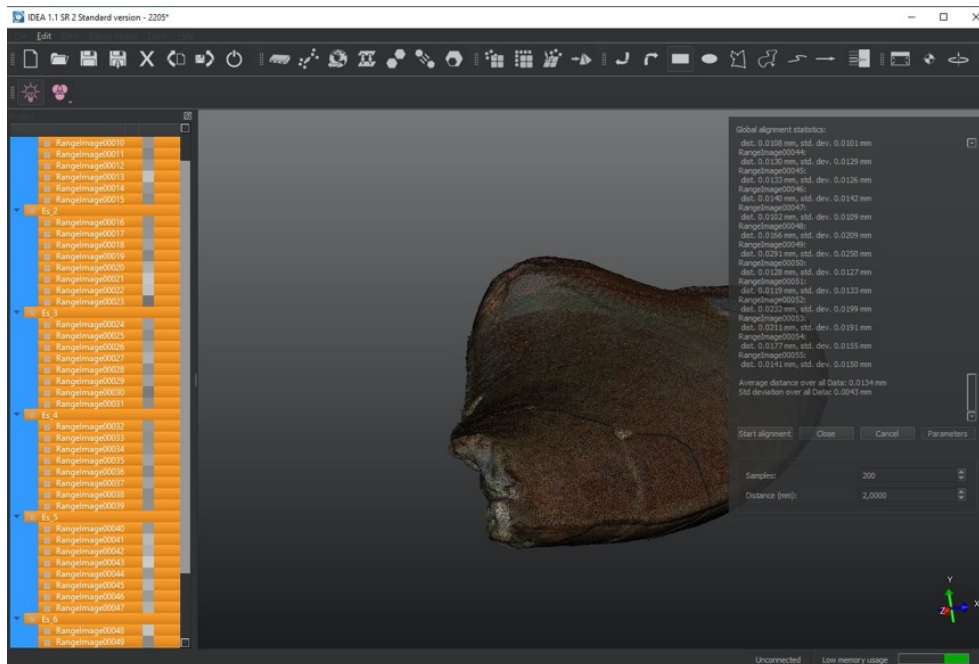 IDEA 1.1 SR 2 Standard version - 2205*
Edit
RangeImage00010
RangeImage00011
RangeImage00012
RangeImage00013
RangeImage00014
RangeImage00015
Es_2
RangeImage00016
RangeImage00017
RangeImage00018
RangeImage00019
RangeImage00020
RangeImage00021
RangeImage00022
RangeImage00023
Es_3
RangeImage00024
RangeImage00025
RangeImage00026
RangeImage00027
RangeImage00028
RangeImage00029
RangeImage00030
RangeImage00031
Es_4
RangeImage00032
RangeImage00033
RangeImage00034
RangeImage00035
RangeImage00036
RangeImage00037
RangeImage00038
RangeImage00039
Es_5
RangeImage00040
RangeImage00041
RangeImage00042
RangeImage00043
RangeImage00044
RangeImage00045
RangeImage00046
RangeImage00047
Es_6
RangeImage00048
RangeImage00049
Global alignment statistics:
dist. 0.0108 mm, std. dev. 0.0101 mm
RangeImage00044:
dist. 0.0130 mm, std. dev. 0.0129 mm
RangeImage00045:
dist. 0.0133 mm, std. dev. 0.0126 mm
RangeImage00046:
dist. 0.0140 mm, std. dev. 0.0142 mm
RangeImage00047:
dist. 0.0102 mm, std. dev. 0.0109 mm
RangeImage00048:
dist. 0.0166 mm, std. dev. 0.0209 mm
RangeImage00049:
dist. 0.0291 mm, std. dev. 0.0250 mm
RangeImage00050:
dist. 0.0128 mm, std. dev. 0.0127 mm
RangeImage00051:
dist. 0.0119 mm, std. dev. 0.0133 mm
RangeImage00052:
dist. 0.0232 mm, std. dev. 0.0199 mm
RangeImage00053:
dist. 0.0211 mm, std. dev. 0.0191 mm
RangeImage00054:
dist. 0.0177 mm, std. dev. 0.0155 mm
RangeImage00055:
dist. 0.0141 mm, std. dev. 0.0150 mm
Average distance over all Data: 0.0134 mm
Std deviation over all Data: 0.0043 mm
Start alignment Close Cancel Parameters
Samples: 200
Distance (mm): 2,0000
Y
Z X
Unconnected Low memory usage